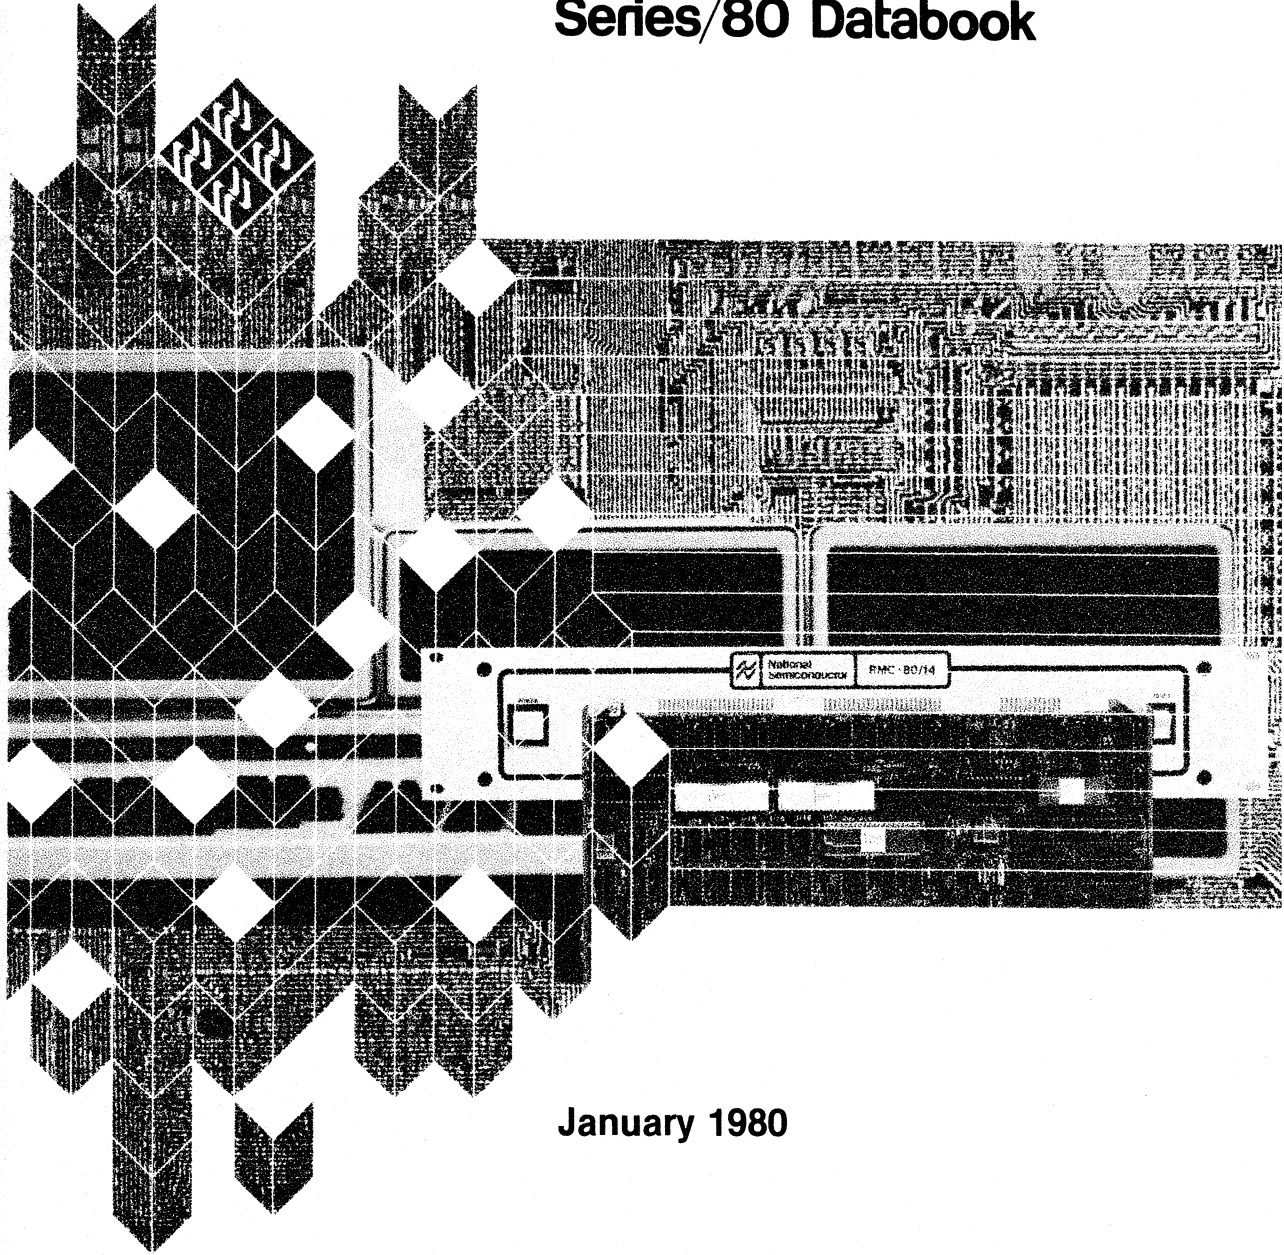 Series/80 Databook
National
Semiconductor
RMC-80/14
January 1980